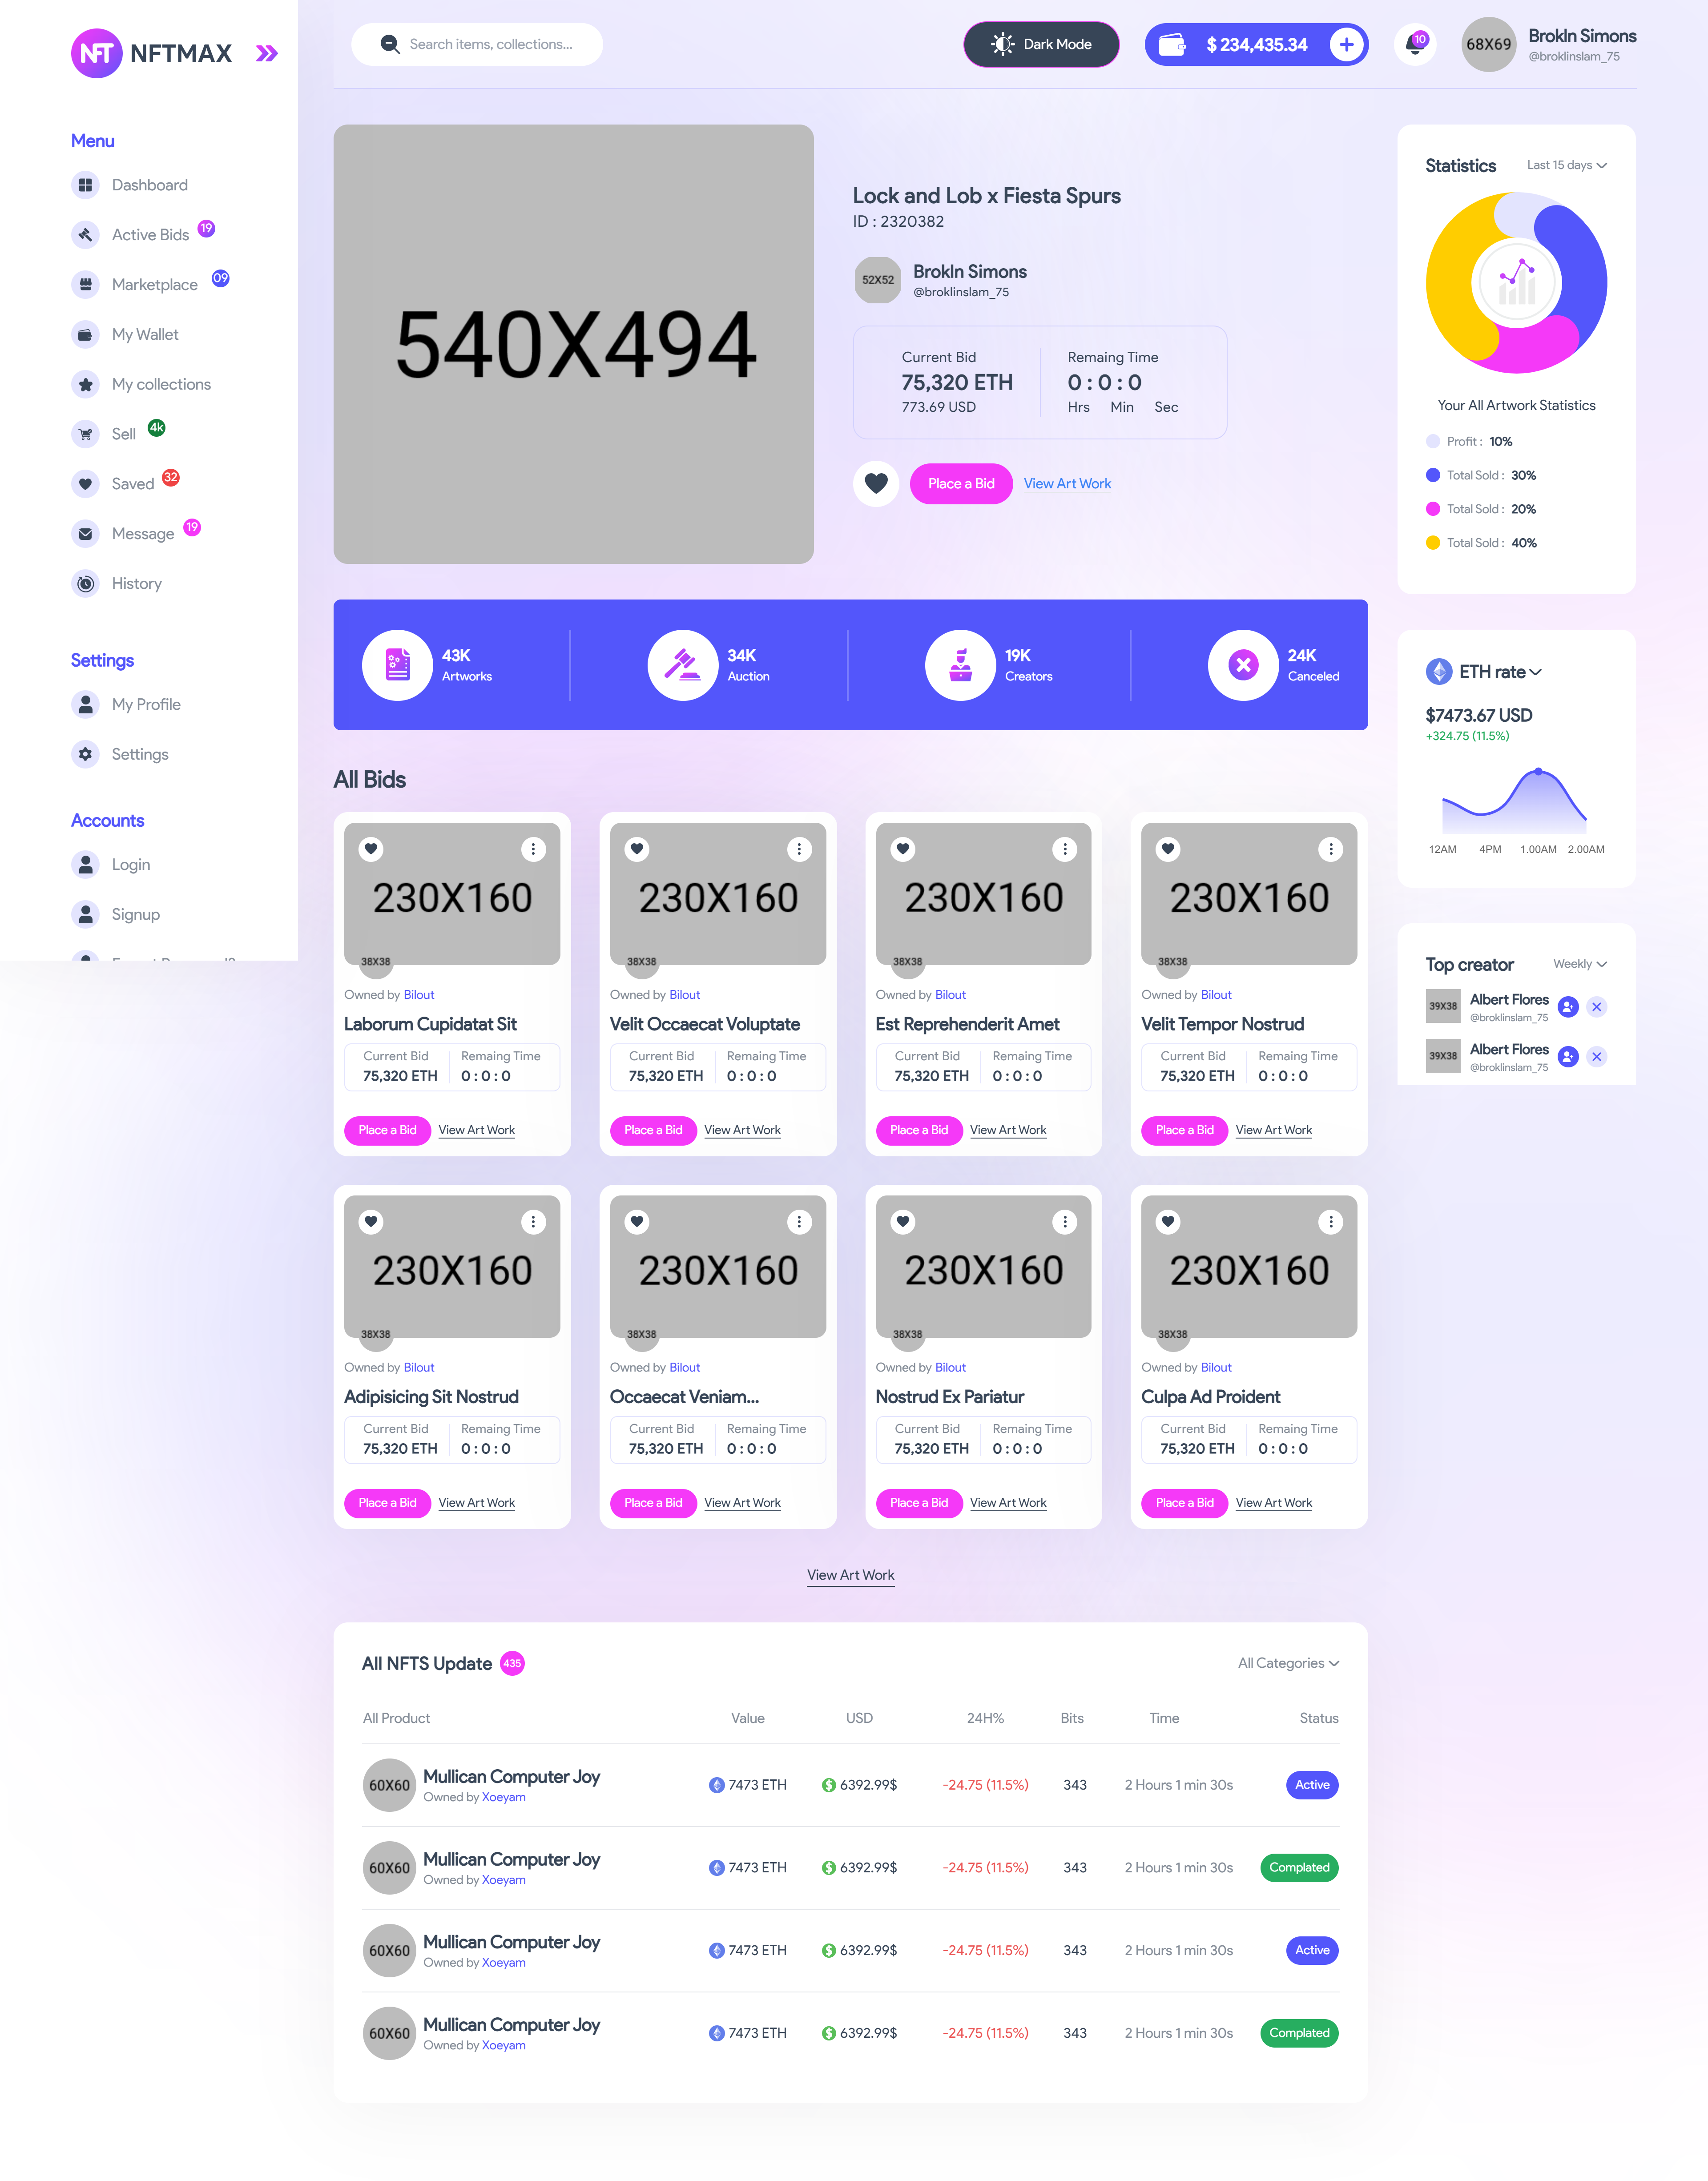 NFT NFTMAX
Search items, collections...
Dark Mode
$ 234,435.34
10
68X69
Brokln Simons
@broklinslam_75
Menu
Dashboard
Active Bids 19
Marketplace 09
My Wallet
My collections
Sell 4k
Saved 32
Message 19
History
Settings
My Profile
Settings
Accounts
Login
Signup
540X494
Lock and Lob x Fiesta Spurs
ID : 2320382
52X52
Brokln Simons
@broklinslam_75
Current Bid
75,320 ETH
773.69 USD
Remaing Time
0 : 0 : 0
Hrs Min Sec
Place a Bid
View Art Work
Statistics
Last 15 days
Your All Artwork Statistics
Profit : 10%
Total Sold : 30%
Total Sold : 20%
Total Sold : 40%
43K
Artworks
34K
Auction
19K
Creators
24K
Canceled
ETH rate
$7473.67 USD
+324.75 (11.5%)
12AM 4PM 1.00AM 2.00AM
Top creator
Weekly
39X38
Albert Flores
@broklinslam_75
39X38
Albert Flores
@broklinslam_75
All Bids
230X160
38X38
Owned by Bilout
Laborum Cupidatat Sit
Current Bid Remaing Time
75,320 ETH 0 : 0 : 0
Place a Bid View Art Work
230X160
38X38
Owned by Bilout
Velit Occaecat Voluptate
Current Bid Remaing Time
75,320 ETH 0 : 0 : 0
Place a Bid View Art Work
230X160
38X38
Owned by Bilout
Est Reprehenderit Amet
Current Bid Remaing Time
75,320 ETH 0 : 0 : 0
Place a Bid View Art Work
230X160
38X38
Owned by Bilout
Velit Tempor Nostrud
Current Bid Remaing Time
75,320 ETH 0 : 0 : 0
Place a Bid View Art Work
230X160
38X38
Owned by Bilout
Adipisicing Sit Nostrud
Current Bid Remaing Time
75,320 ETH 0 : 0 : 0
Place a Bid View Art Work
230X160
38X38
Owned by Bilout
Occaecat Veniam...
Current Bid Remaing Time
75,320 ETH 0 : 0 : 0
Place a Bid View Art Work
230X160
38X38
Owned by Bilout
Nostrud Ex Pariatur
Current Bid Remaing Time
75,320 ETH 0 : 0 : 0
Place a Bid View Art Work
230X160
38X38
Owned by Bilout
Culpa Ad Proident
Current Bid Remaing Time
75,320 ETH 0 : 0 : 0
Place a Bid View Art Work
View Art Work
All NFTS Update 435
All Categories
All Product Value USD 24H% Bits Time Status
60X60
Mullican Computer Joy
Owned by Xoeyam
7473 ETH 6392.99$ -24.75 (11.5%) 343 2 Hours 1 min 30s Active
60X60
Mullican Computer Joy
Owned by Xoeyam
7473 ETH 6392.99$ -24.75 (11.5%) 343 2 Hours 1 min 30s Complated
60X60
Mullican Computer Joy
Owned by Xoeyam
7473 ETH 6392.99$ -24.75 (11.5%) 343 2 Hours 1 min 30s Active
60X60
Mullican Computer Joy
Owned by Xoeyam
7473 ETH 6392.99$ -24.75 (11.5%) 343 2 Hours 1 min 30s Complated